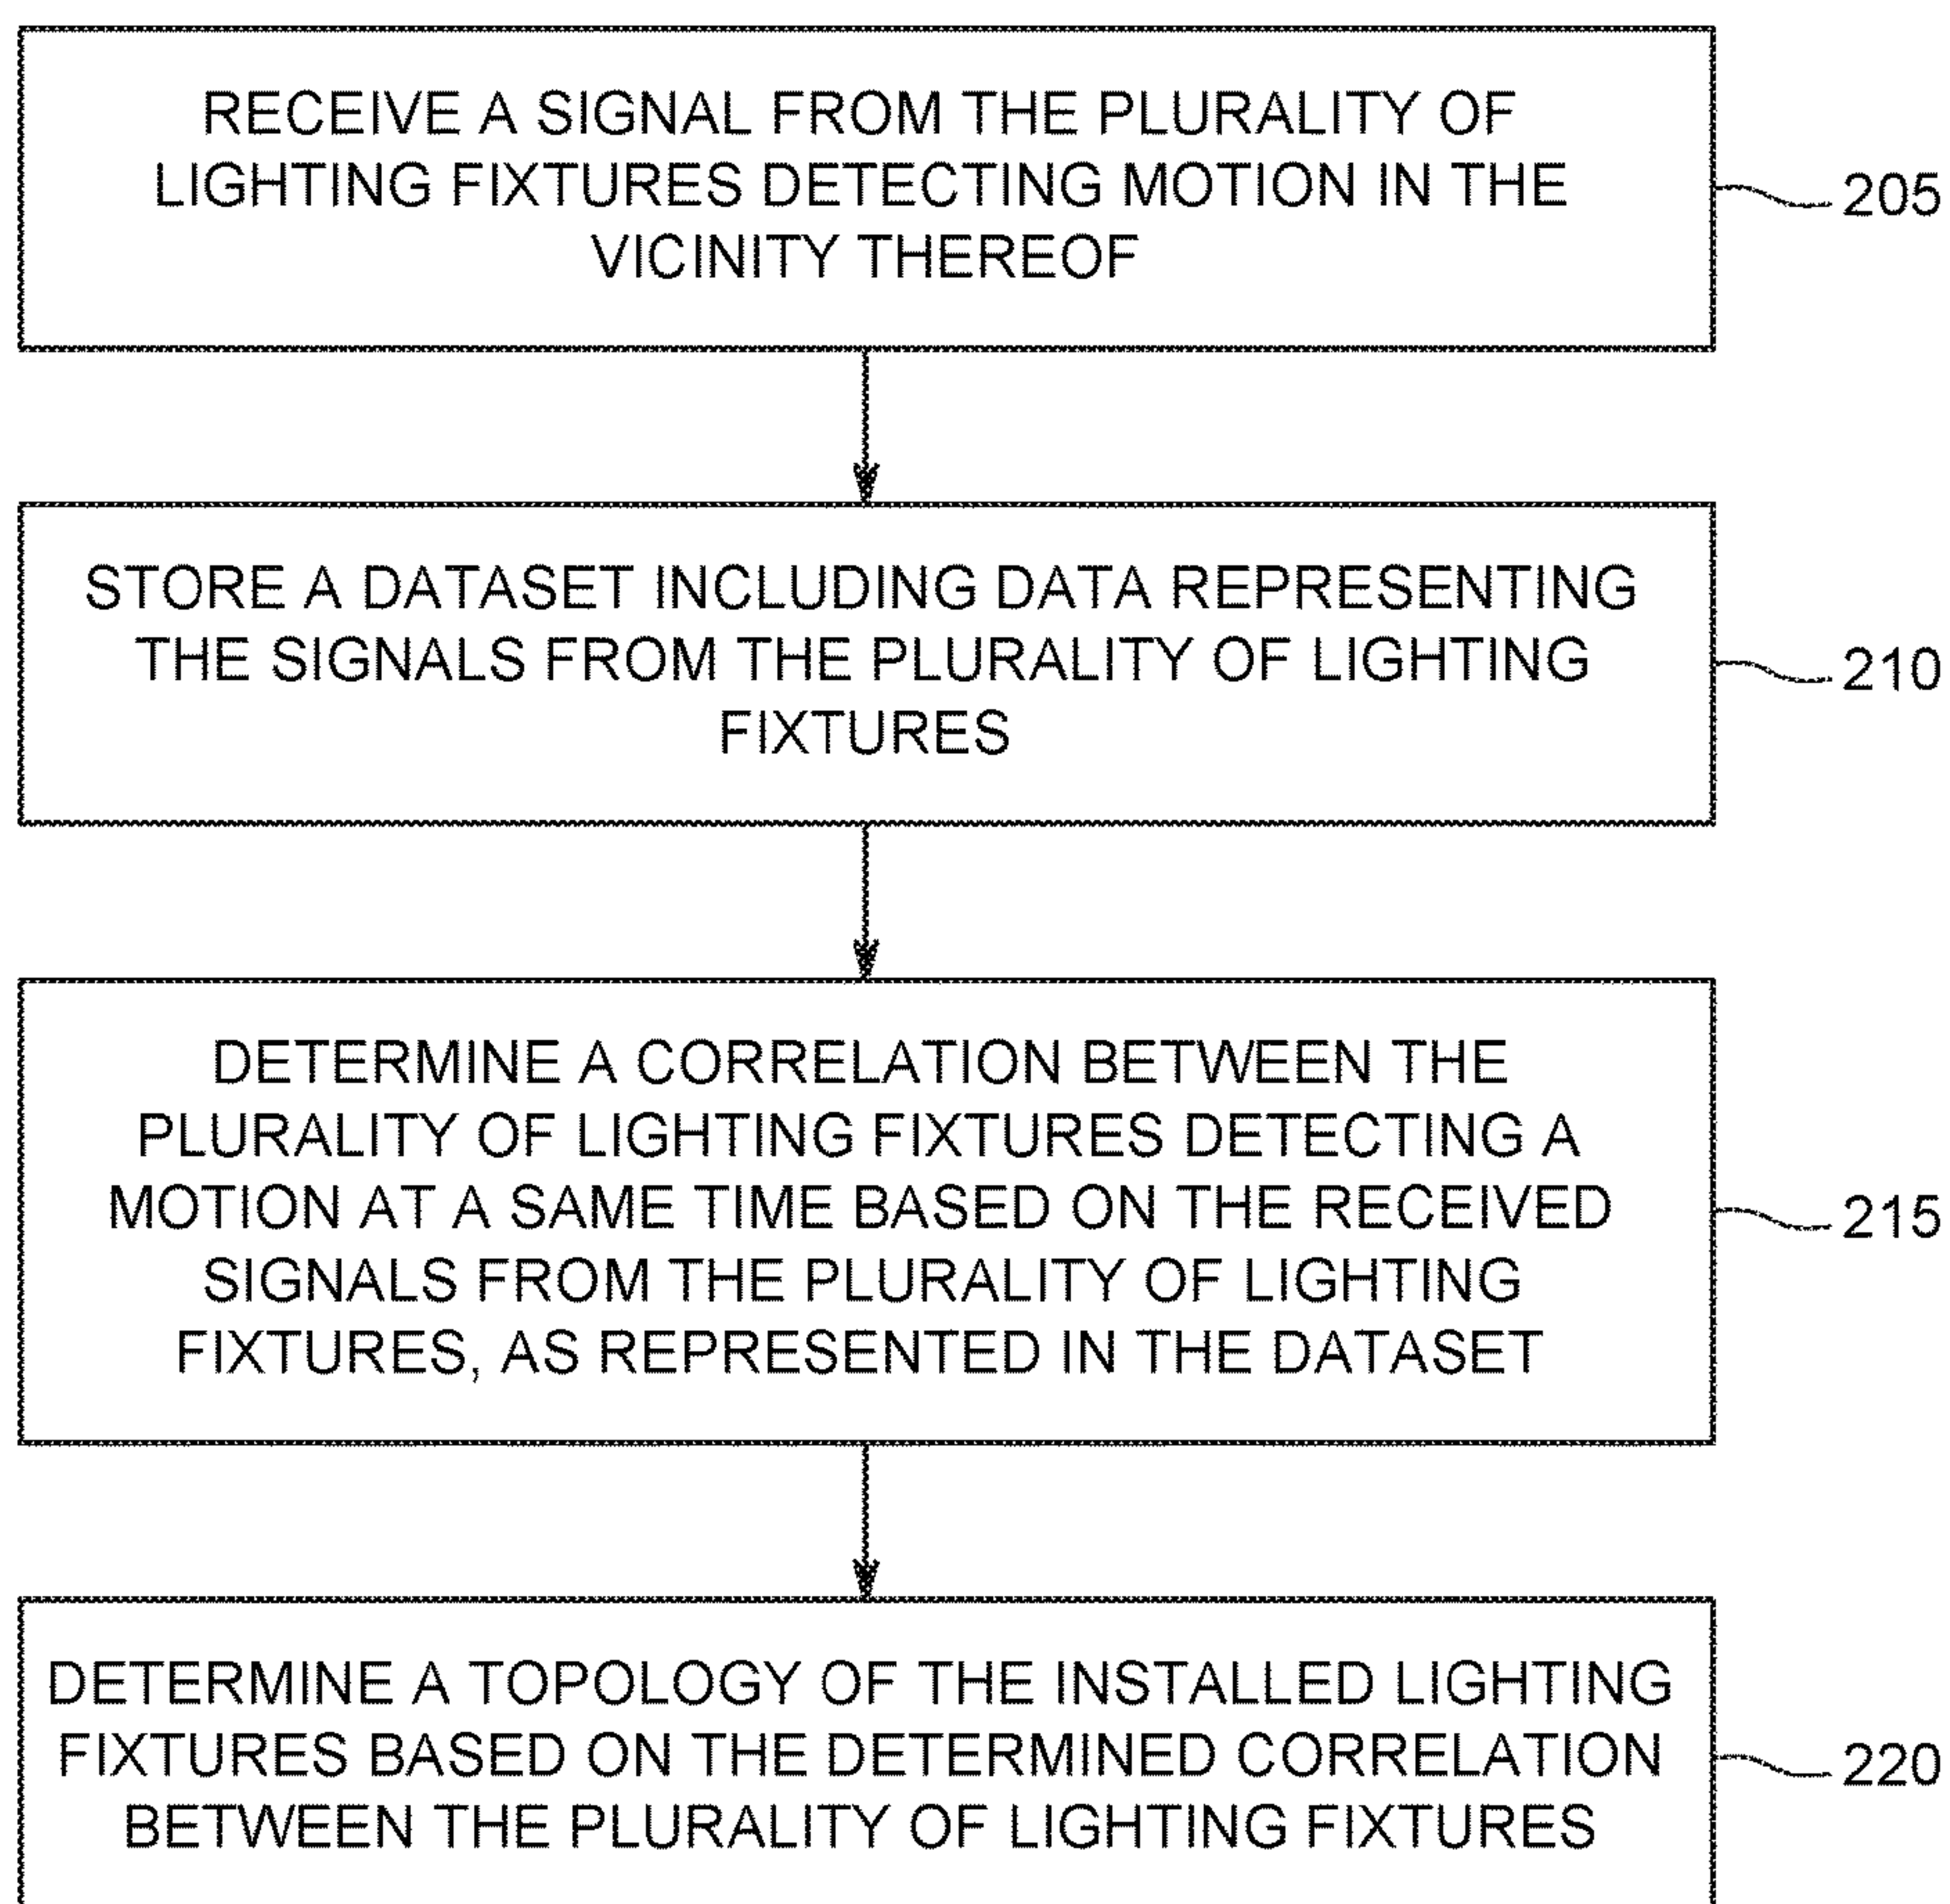 RECEIVE A SIGNAL FROM THE PLURALITY OF
LIGHTING FIXTURES DETECTING MOTION IN THE
VICINITY THEREOF
205
STORE A DATASET INCLUDING DATA REPRESENTING
THE SIGNALS FROM THE PLURALITY OF LIGHTING
FIXTURES
210
DETERMINE A CORRELATION BETWEEN THE
PLURALITY OF LIGHTING FIXTURES DETECTING A
MOTION AT A SAME TIME BASED ON THE RECEIVED
SIGNALS FROM THE PLURALITY OF LIGHTING
FIXTURES, AS REPRESENTED IN THE DATASET
215
DETERMINE A TOPOLOGY OF THE INSTALLED LIGHTING
FIXTURES BASED ON THE DETERMINED CORRELATION
BETWEEN THE PLURALITY OF LIGHTING FIXTURES
220